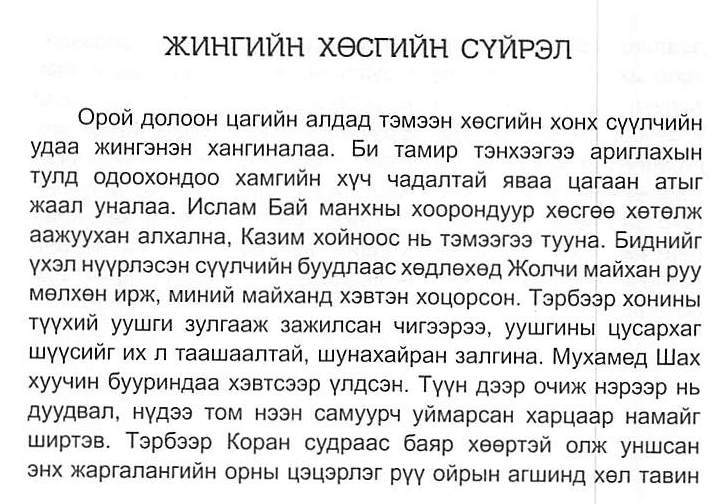 ЖИНГИЙН ХӨСГИЙН СҮЙРЭЛ
Орой долоон цагийн алдад тэмээн хөсгийн хонх сүүлчийн
удаа жингэнэн хангиналаа. Би тамир тэнхээгээ ариглахын
тулд одоохондоо хамгийн хүч чадалтай яваа цагаан атыг
жаал уналаа. Ислам Бай манхны хоорондуур хөсгөө хөтөлж
аажуухан алхална, Казим хойноос нь тэмээгээ тууна. Биднийг
үхэл нүүрлэсэн сүүлчийн буудлаас хөдлөхөд Жолчи майхан руу
мөлхөн ирж, миний майханд хэвтэн хоцорсон. Тэрбээр хонины
түүхий уушги зулгааж зажилсан чигээрээ, уушгины цусархаг
шүүсийг их л таашаалтай, шунахайран залгина. Мухамед Шах
хуучин бууриндаа хэвтсээр үлдсэн. Түүн дээр очиж нэрээр нь
дуудвал, нүдээ том нээн самуурч уймарсан харцаар намайг
ширтэв. Тэрбээр Коран судраас баяр хөөртэй олж уншсан
энх жаргалангийн орны цэцэрлэг рүү ойрын агшинд хөл тавин